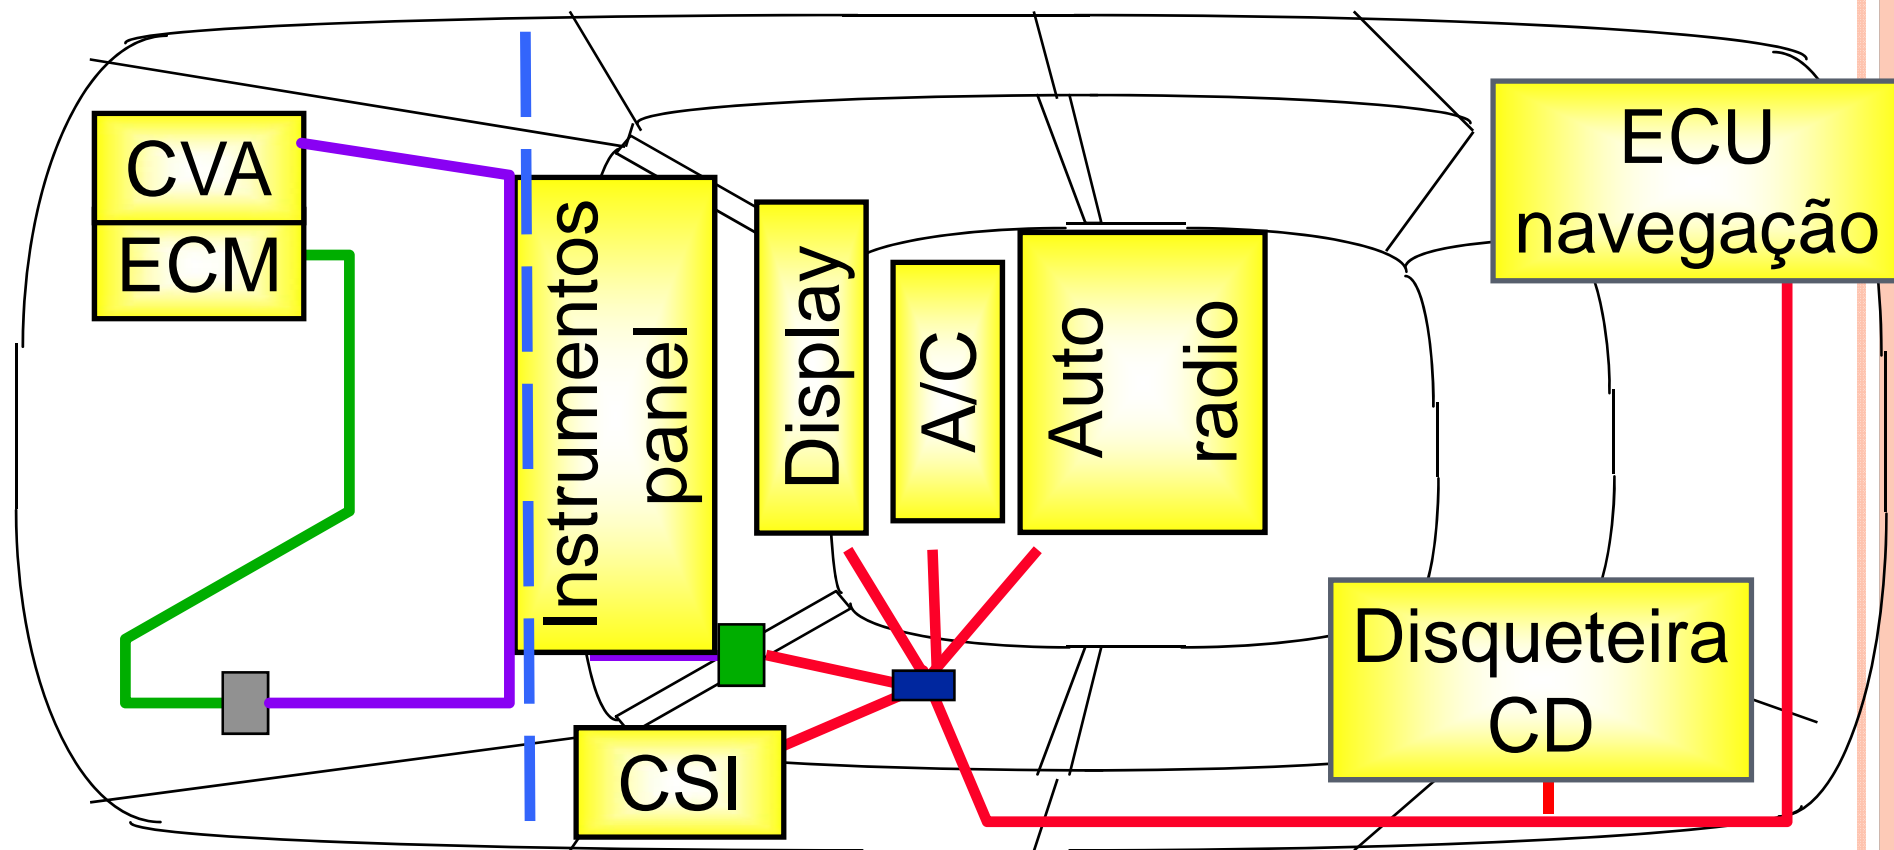 CVA
ECM
Instrumentos
panel
Display
A/C
Auto
radio
ECU
navegação
Disqueteira
CD
CSI